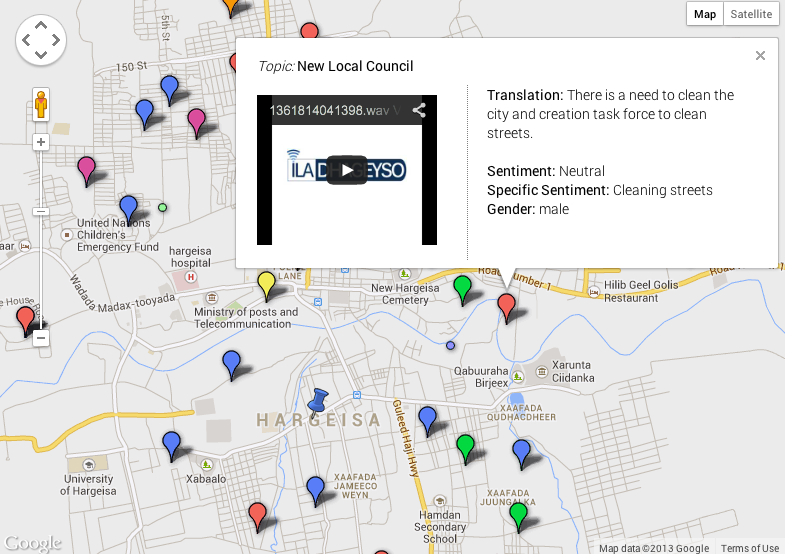 Map
Satellite
5th St
150 St
Topic: New Local Council
1361814041398.wav
iLA DHAGEYSO
Translation: There is a need to clean the
city and creation task force to clean
streets.
Sentiment: Neutral
Specific Sentiment: Cleaning streets
Gender: male
United Nations
Children's
Emergency Fund
hargeisa
hospital
LANE
Road Number 1
Road
Wadada
Madax-tooyada
New Hargeisa
Cemetery
Hilib Geel Golis
Restaurant
Ministry of posts and
Telecommunication
Qabuuraha
Birjeex
Xarunta
Ciidanka
XAAFADA
QUDHACDHEER
HARGEISA
Guleed Haji Hwy
University
of Hargeisa
Xabaalo
XAAFADA
JAMEECO
WEYN
XAAFADA
JUUNGALKA
Hamdan
Secondary
School
Google
Map data ©2013 Google
Terms of Use